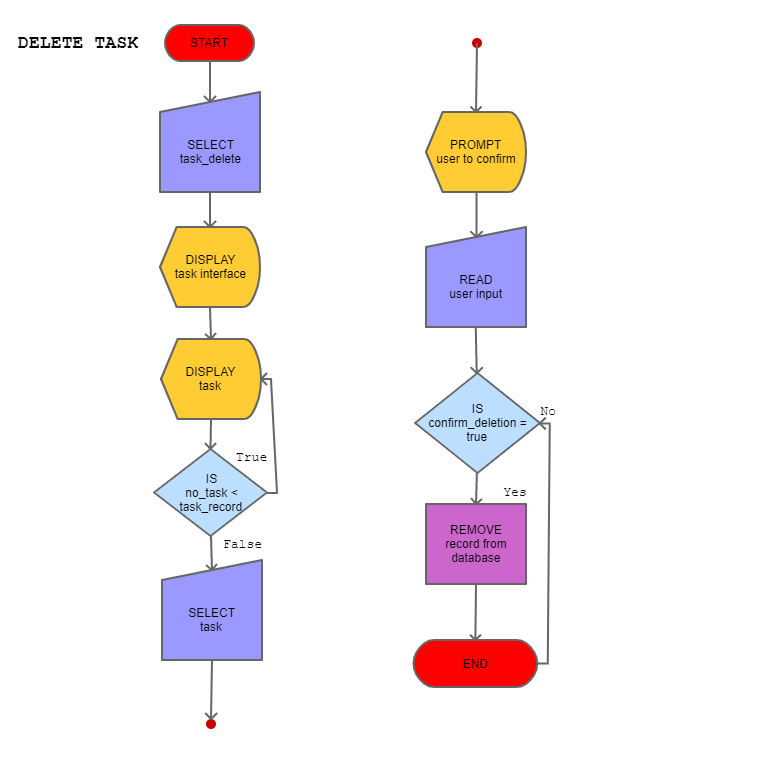 DELETE TASK
START
SELECT
task_delete
DISPLAY
task interface
DISPLAY
task
True
IS
no_task <
task_record
False
SELECT
task
PROMPT
user to confirm
READ
user input
No
IS
confirm_deletion =
true
Yes
REMOVE
record from
database
END